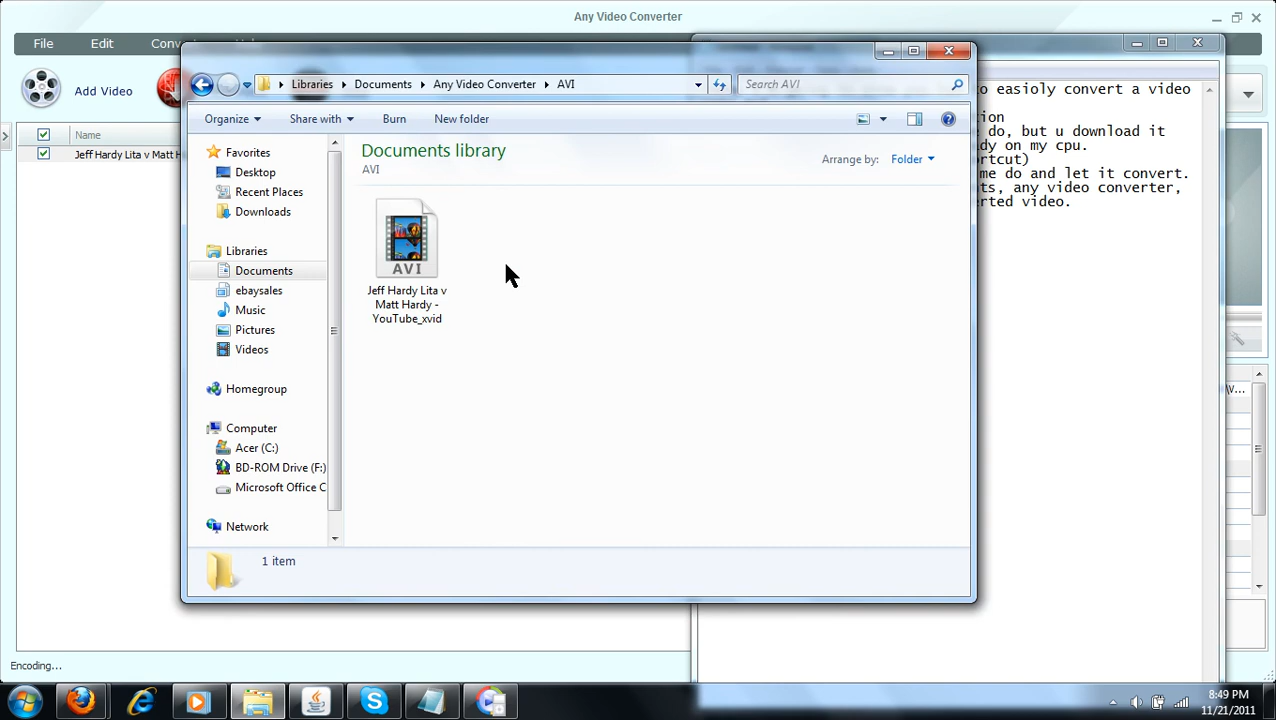 Any Video Converter
File Edit
Add Video
Name
Jeff Hardy Lita v Matt H
Libraries Documents Any Video Converter AVI
Search AVI
Organize Share with Burn New folder
Favorites
Desktop
Recent Places
Downloads
Libraries
Documents
ebaysales
Music
Pictures
Videos
Homegroup
Computer
Acer (C:)
BD-ROM Drive (F:)
Microsoft Office C
Network
Documents library
AVI
Arrange by: Folder
AVI
Jeff Hardy Lita v
Matt Hardy -
YouTube_xvid
1 item
to easioly convert a video
ion
do, but u download it
dy on my cpu.
ortcut)
me do and let it convert.
ts, any video converter,
erted video.
\V...
Encoding...
8:49 PM
11/21/2011